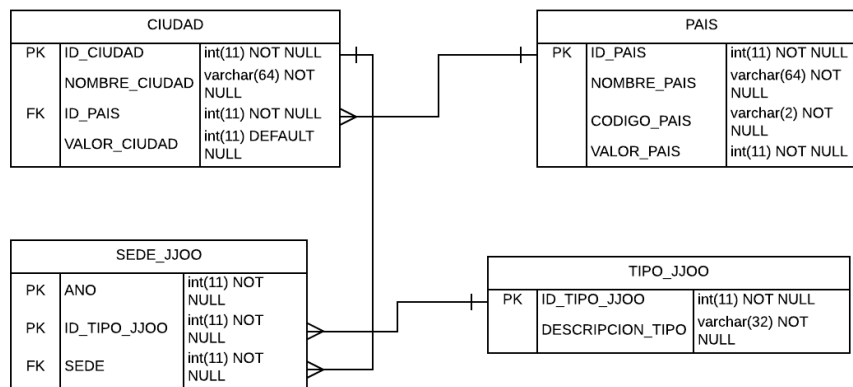 CIUDAD
PK ID_CIUDAD int(11) NOT NULL
NOMBRE_CIUDAD varchar(64) NOT
NULL
FK ID_PAIS int(11) NOT NULL
VALOR_CIUDAD int(11) DEFAULT
NULL
PAIS
PK ID_PAIS int(11) NOT NULL
NOMBRE_PAIS varchar(64) NOT
NULL
CODIGO_PAIS varchar(2) NOT
NULL
VALOR_PAIS int(11) NOT NULL
SEDE_JJOO
PK ANO int(11) NOT
NULL
PK ID_TIPO_JJOO int(11) NOT
NULL
FK SEDE int(11) NOT
NULL
TIPO_JJOO
PK ID_TIPO_JJOO int(11) NOT NULL
DESCRIPCION_TIPO varchar(32) NOT
NULL